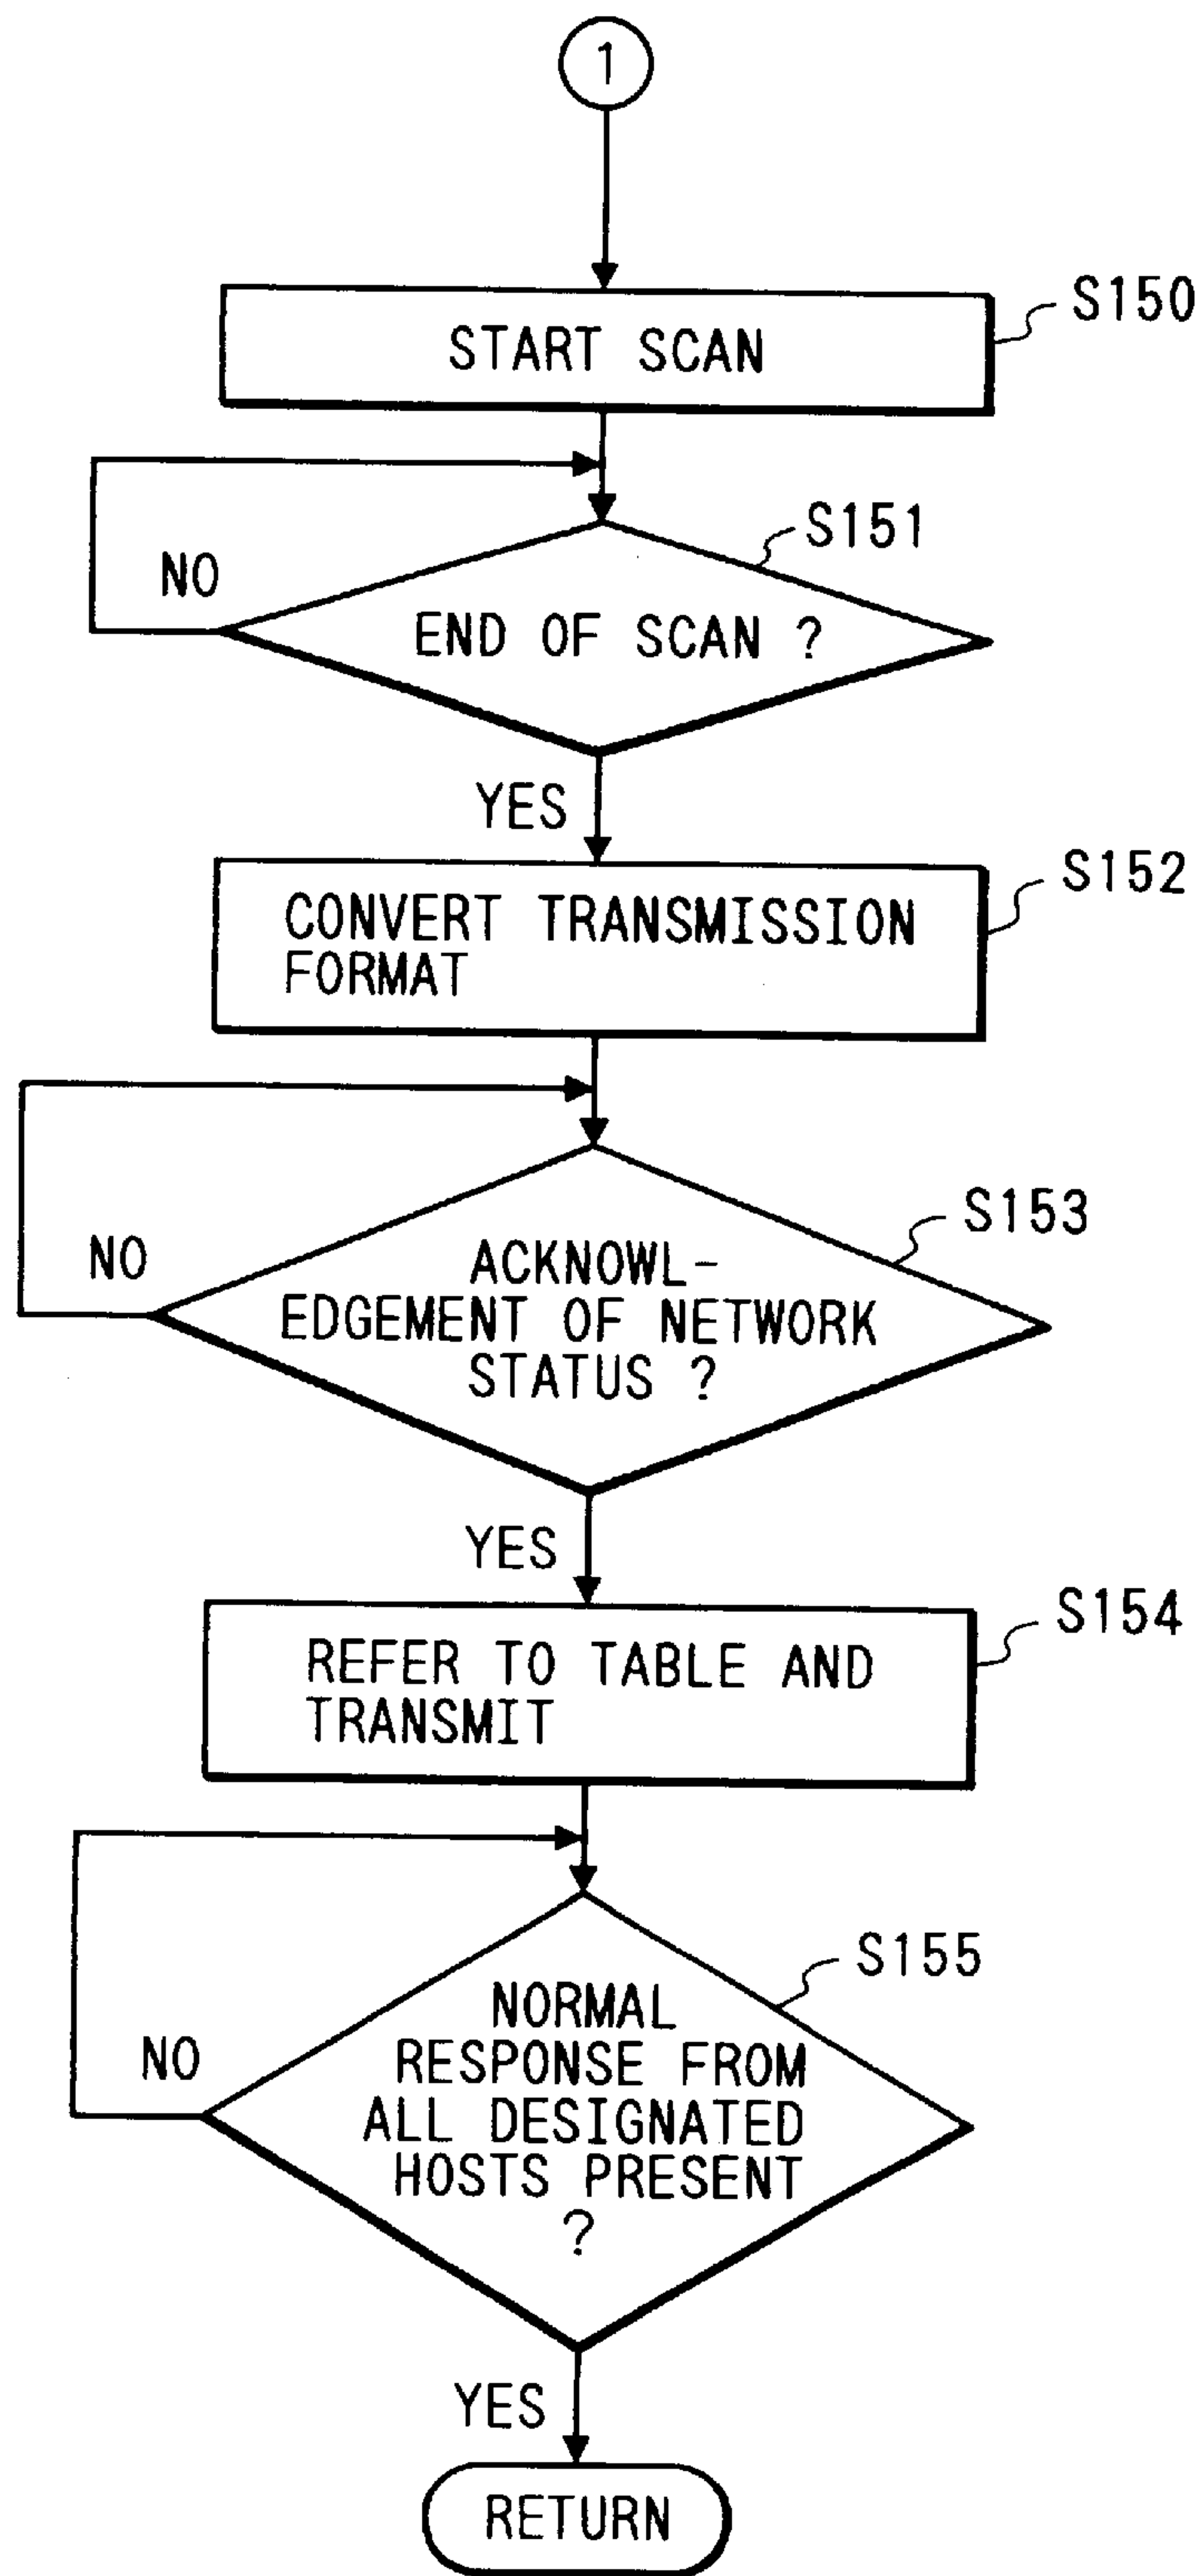 1
START SCAN
S150
S151
NO
END OF SCAN ?
YES
S152
CONVERT TRANSMISSION
FORMAT
S153
NO
ACKNOWL-
EDGEMENT OF NETWORK
STATUS ?
YES
S154
REFER TO TABLE AND
TRANSMIT
S155
NORMAL
NO
RESPONSE FROM
ALL DESIGNATED
HOSTS PRESENT
?
YES
RETURN